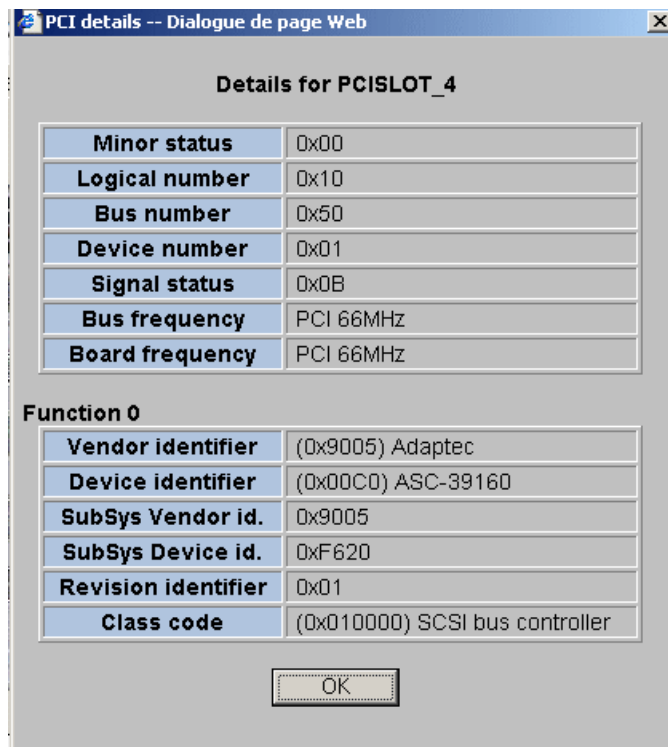 PCI details -- Dialogue de page Web
Details for PCISLOT_4
Minor status 0x00
Logical number 0x10
Bus number 0x50
Device number 0x01
Signal status 0x0B
Bus frequency PCI 66MHz
Board frequency PCI 66MHz
Function 0
Vendor identifier (0x9005) Adaptec
Device identifier (0x00C0) ASC-39160
SubSys Vendor id. 0x9005
SubSys Device id. 0xF620
Revision identifier 0x01
Class code (0x010000) SCSI bus controller
OK